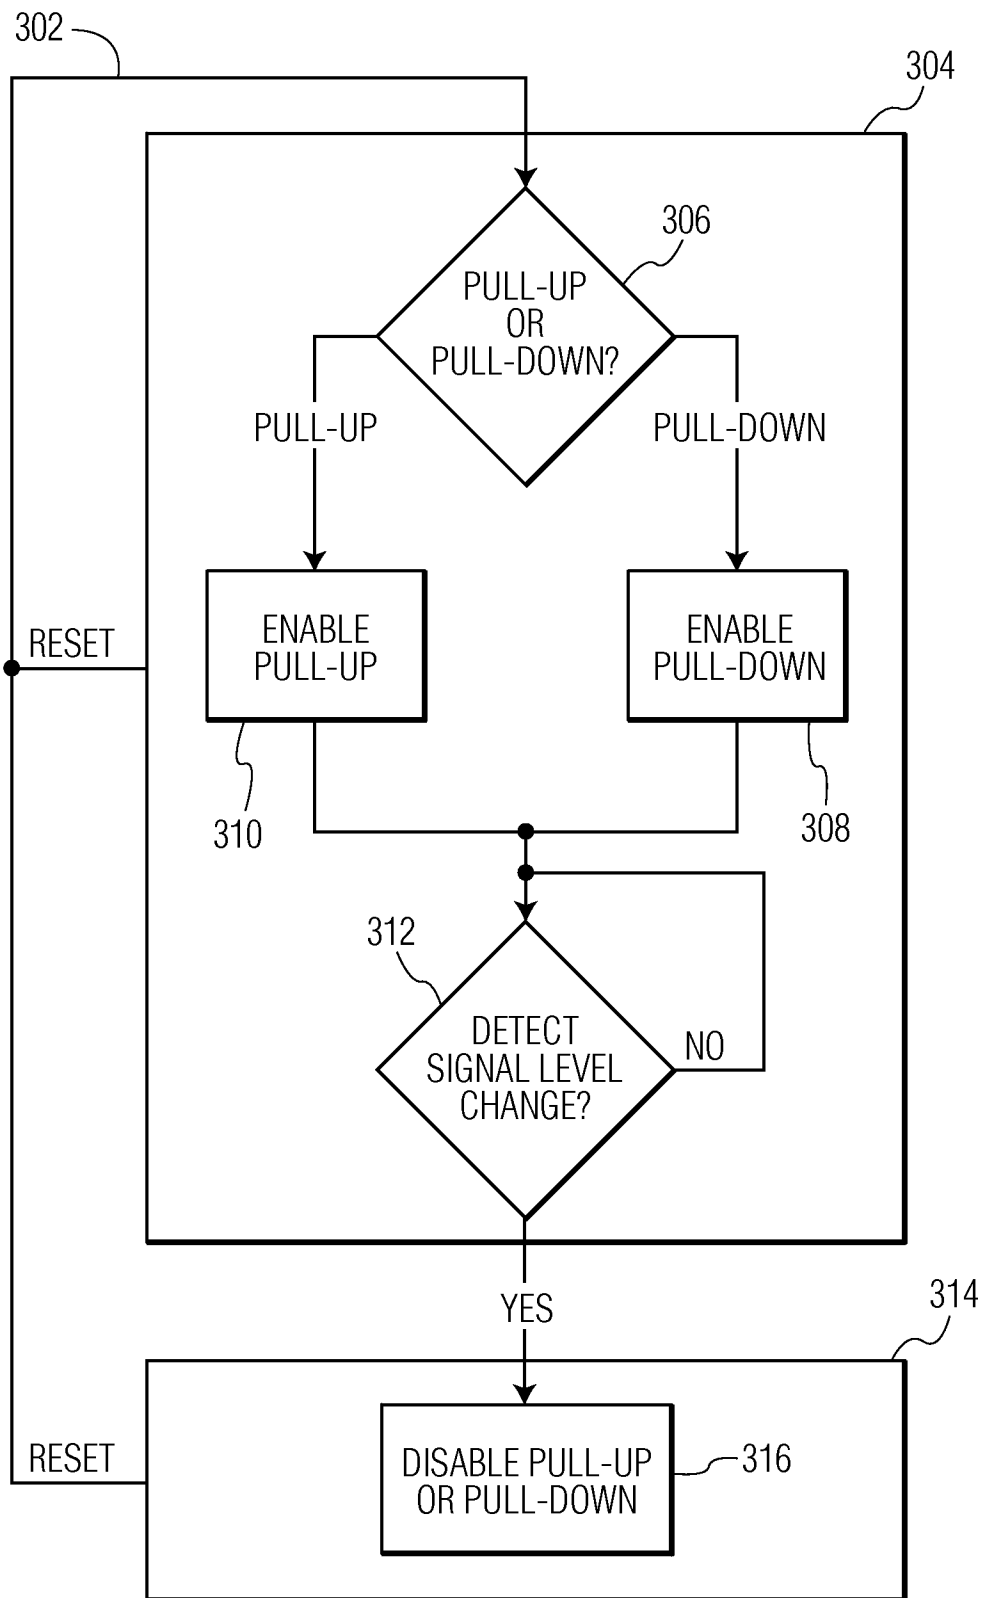 302
304
306
PULL-UP
OR
PULL-DOWN?
PULL-UP
PULL-DOWN
RESET
ENABLE
PULL-UP
ENABLE
PULL-DOWN
310
308
312
DETECT
SIGNAL LEVEL
CHANGE?
NO
YES
314
RESET
DISABLE PULL-UP
OR PULL-DOWN
316